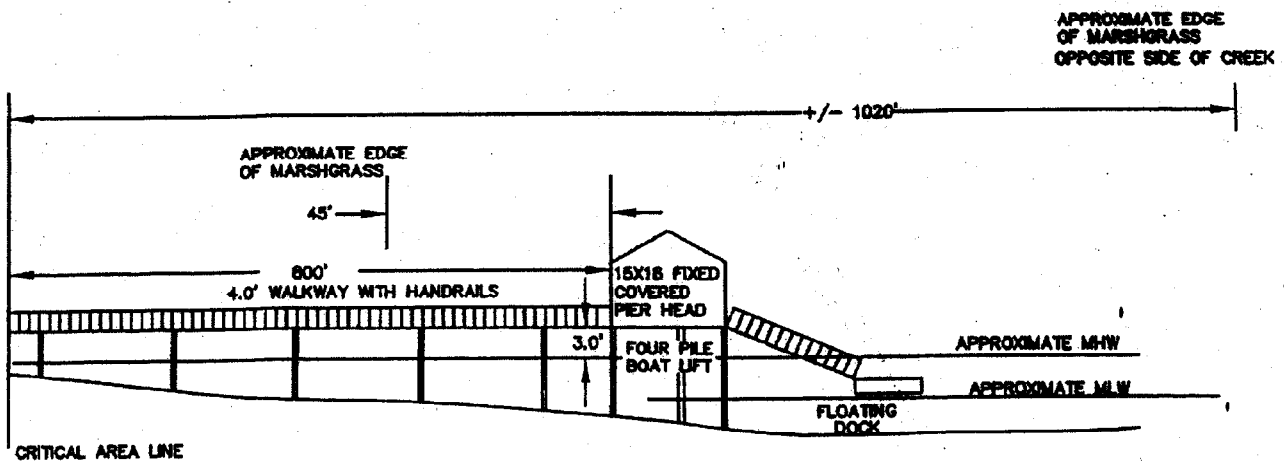 APPROXIMATE EDGE
OF MARSHGRASS
OPPOSITE SIDE OF CREEK
+/- 1020'
APPROXIMATE EDGE
OF MARSHGRASS
45'
800'
4.0' WALKWAY WITH HANDRAILS
15X16 FIXED
COVERED
PIER HEAD
3.0'
FOUR PILE
BOAT LIFT
APPROXIMATE MHW
APPROXIMATE MLW
FLOATING
DOCK
CRITICAL AREA LINE